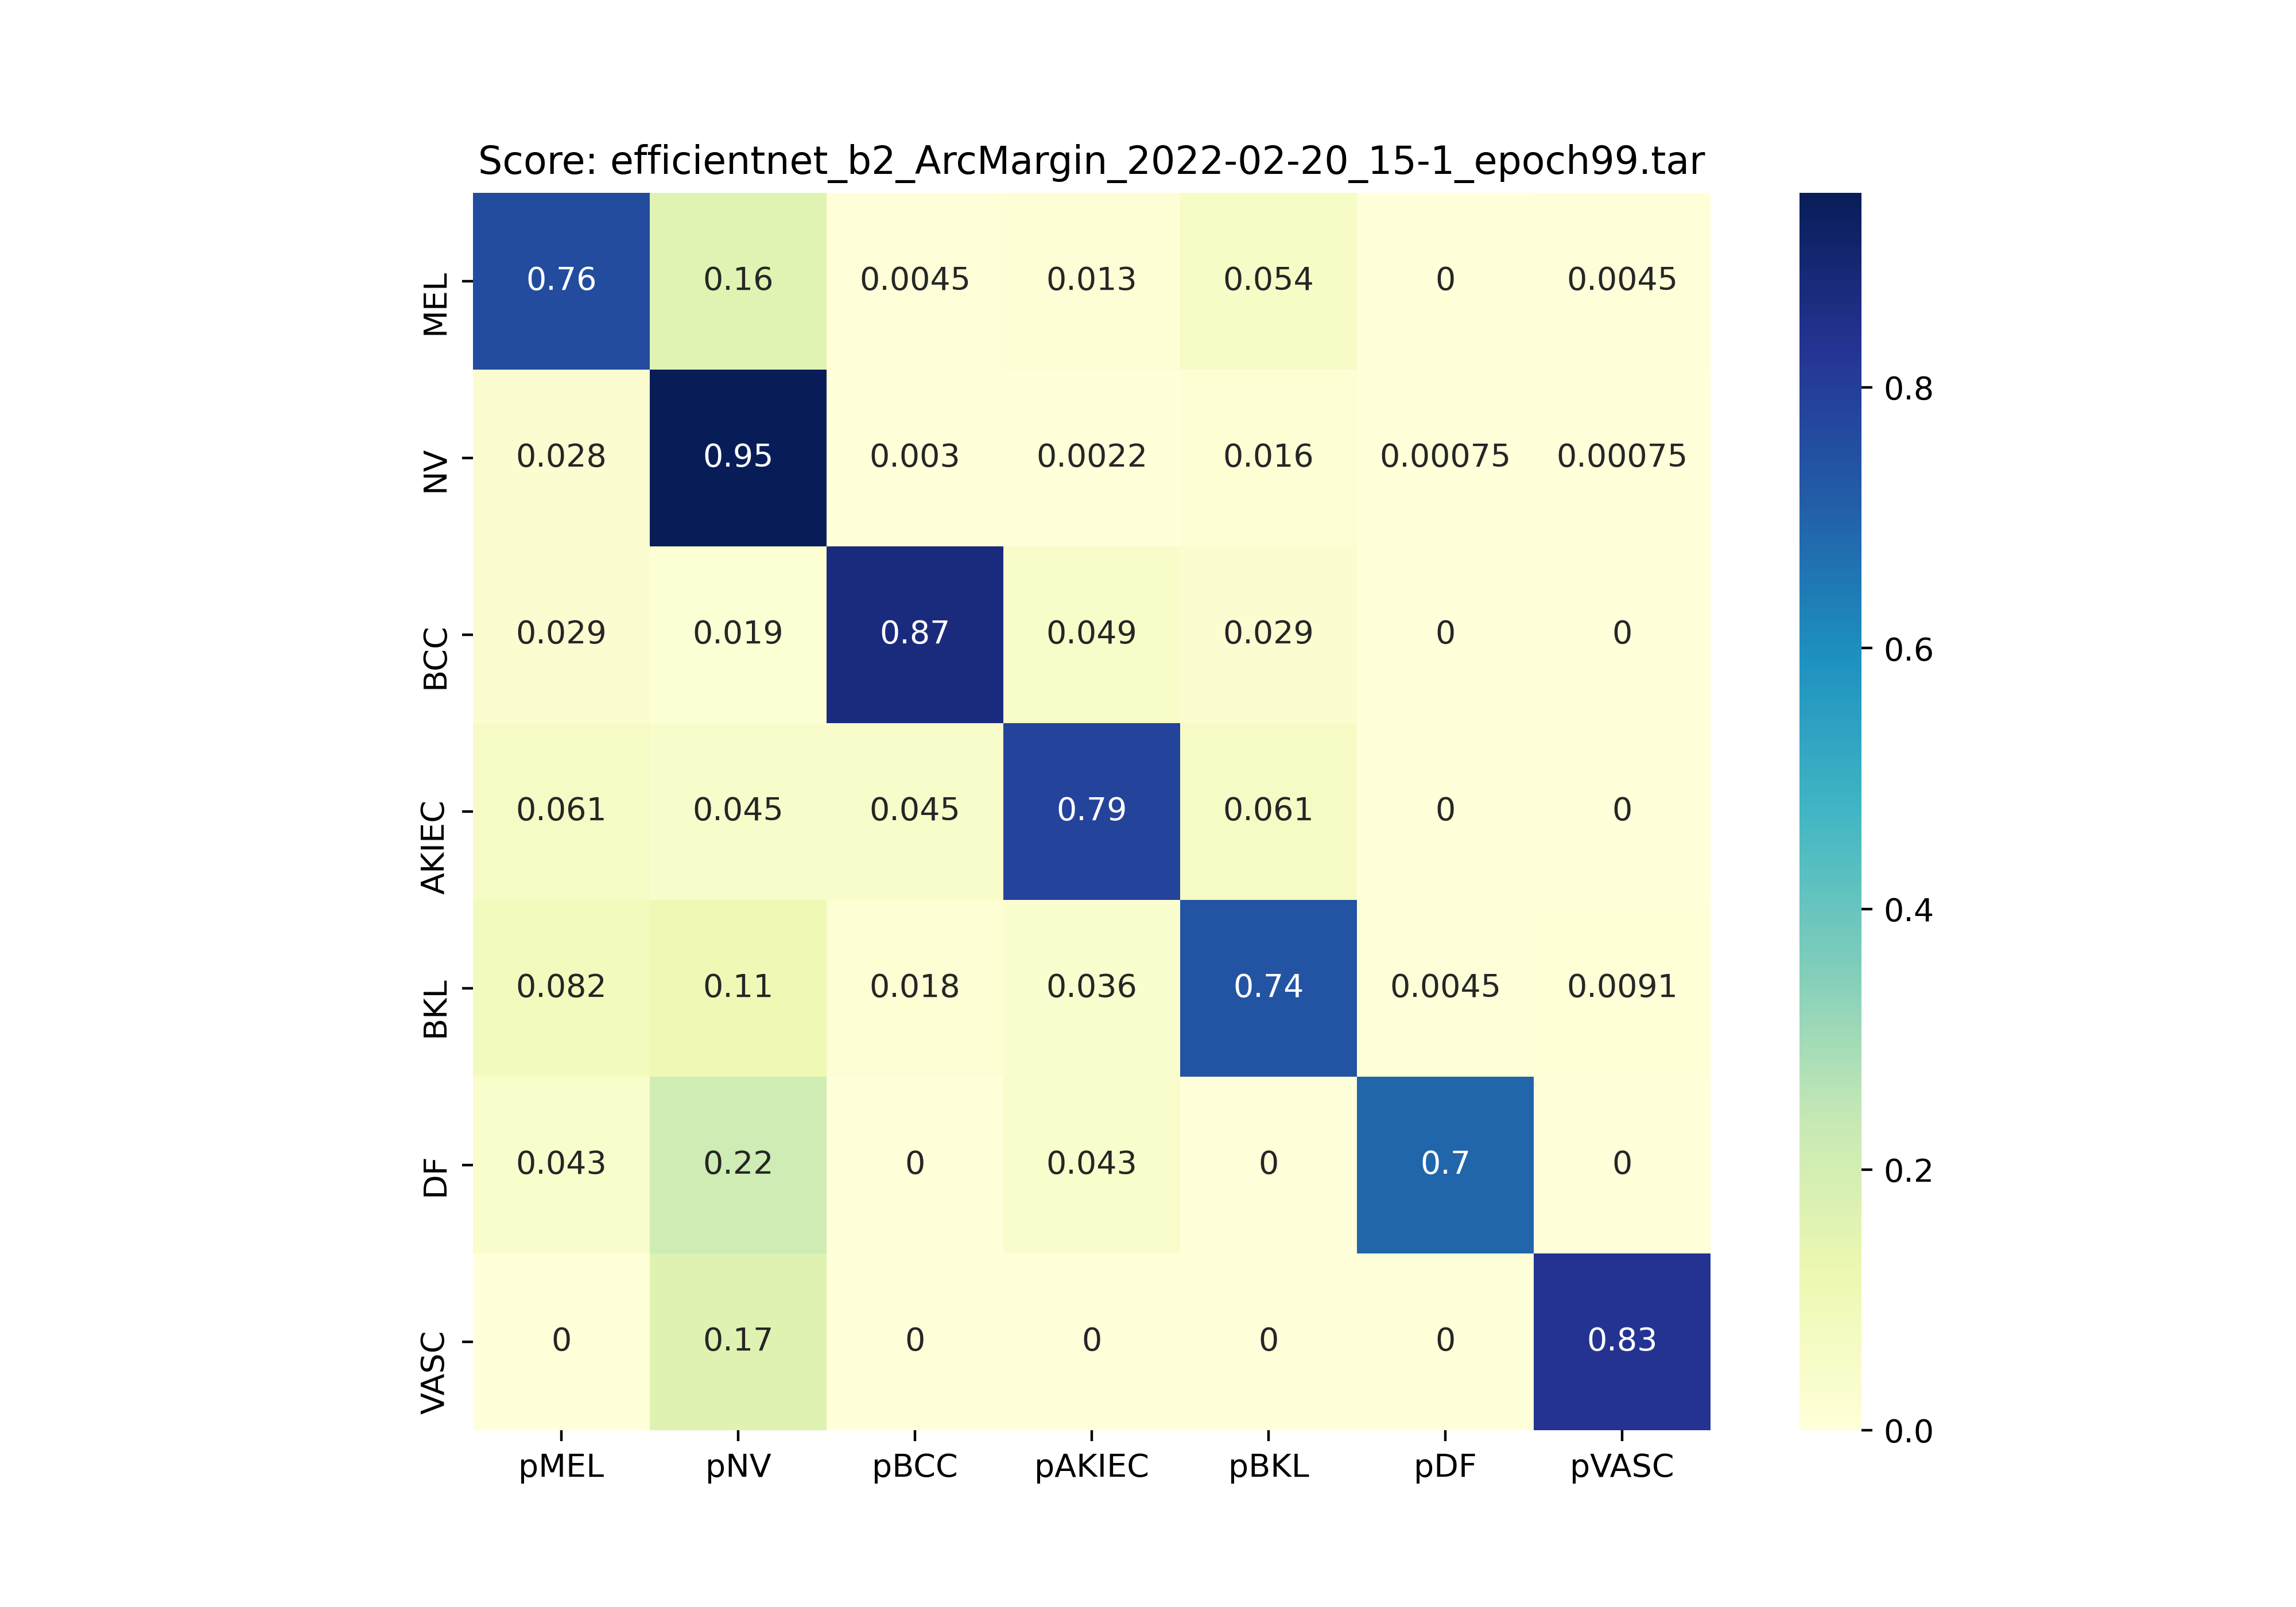 Score: efficientnet_b2_ArcMargin_2022-02-20_15-1_epoch99.tar
MEL 0.76 0.16 0.0045 0.013 0.054 0 0.0045
NV 0.028 0.95 0.003 0.0022 0.016 0.00075 0.00075
BCC 0.029 0.019 0.87 0.049 0.029 0 0
AKIEC 0.061 0.045 0.045 0.79 0.061 0 0
BKL 0.082 0.11 0.018 0.036 0.74 0.0045 0.0091
DF 0.043 0.22 0 0.043 0 0.7 0
VASC 0 0.17 0 0 0 0 0.83
pMEL pNV pBCC pAKIEC pBKL pDF pVASC
0.8
0.6
0.4
0.2
0.0